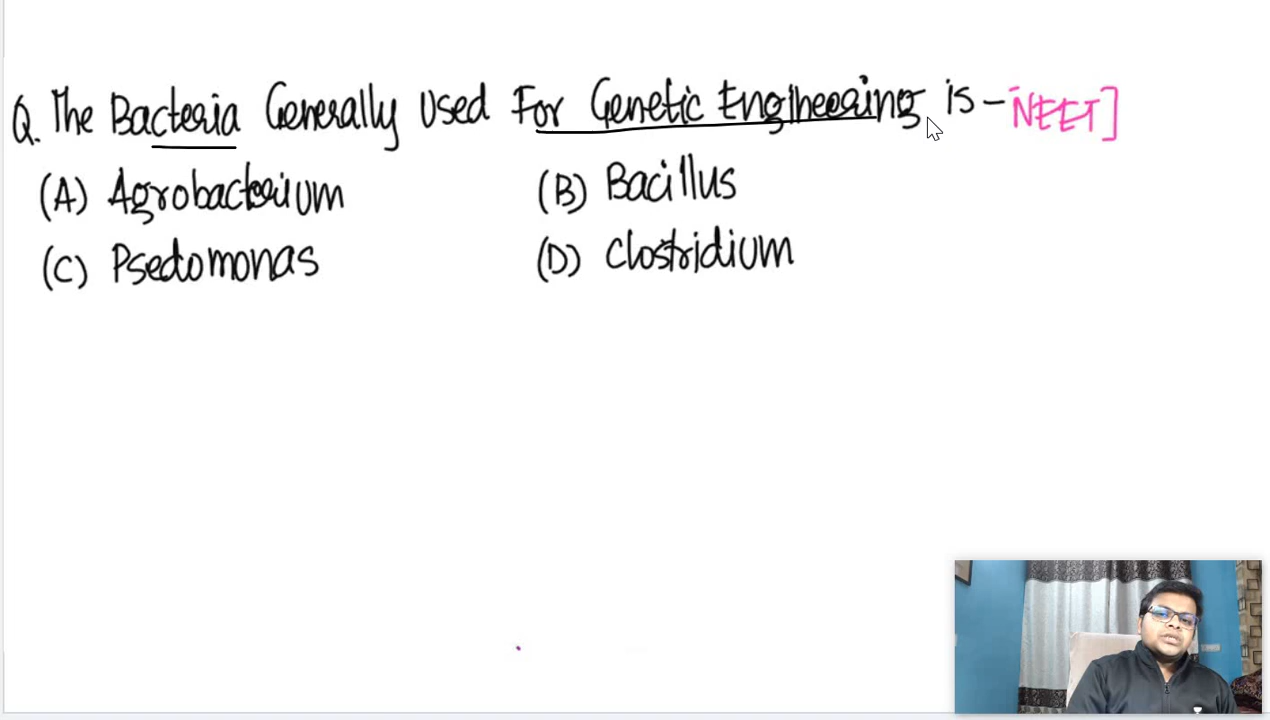 Q. The Bacteria Generally Used For Genetic Engineering is - NEET]
(A) Agrobacterium (B) Bacillus
(C) Psedomonas (D) Clostridium